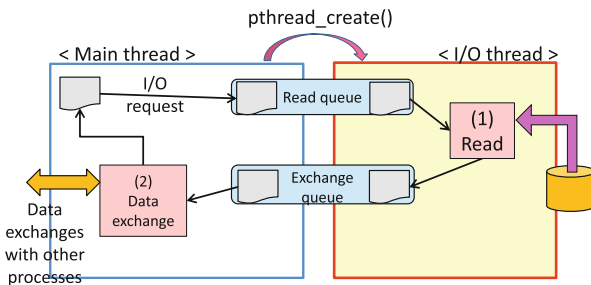 pthread_create()
< Main thread >
< I/O thread >
I/O
request
Read queue
(1)
Read
Exchange
queue
(2)
Data
exchange
Data
exchanges
with other
processes